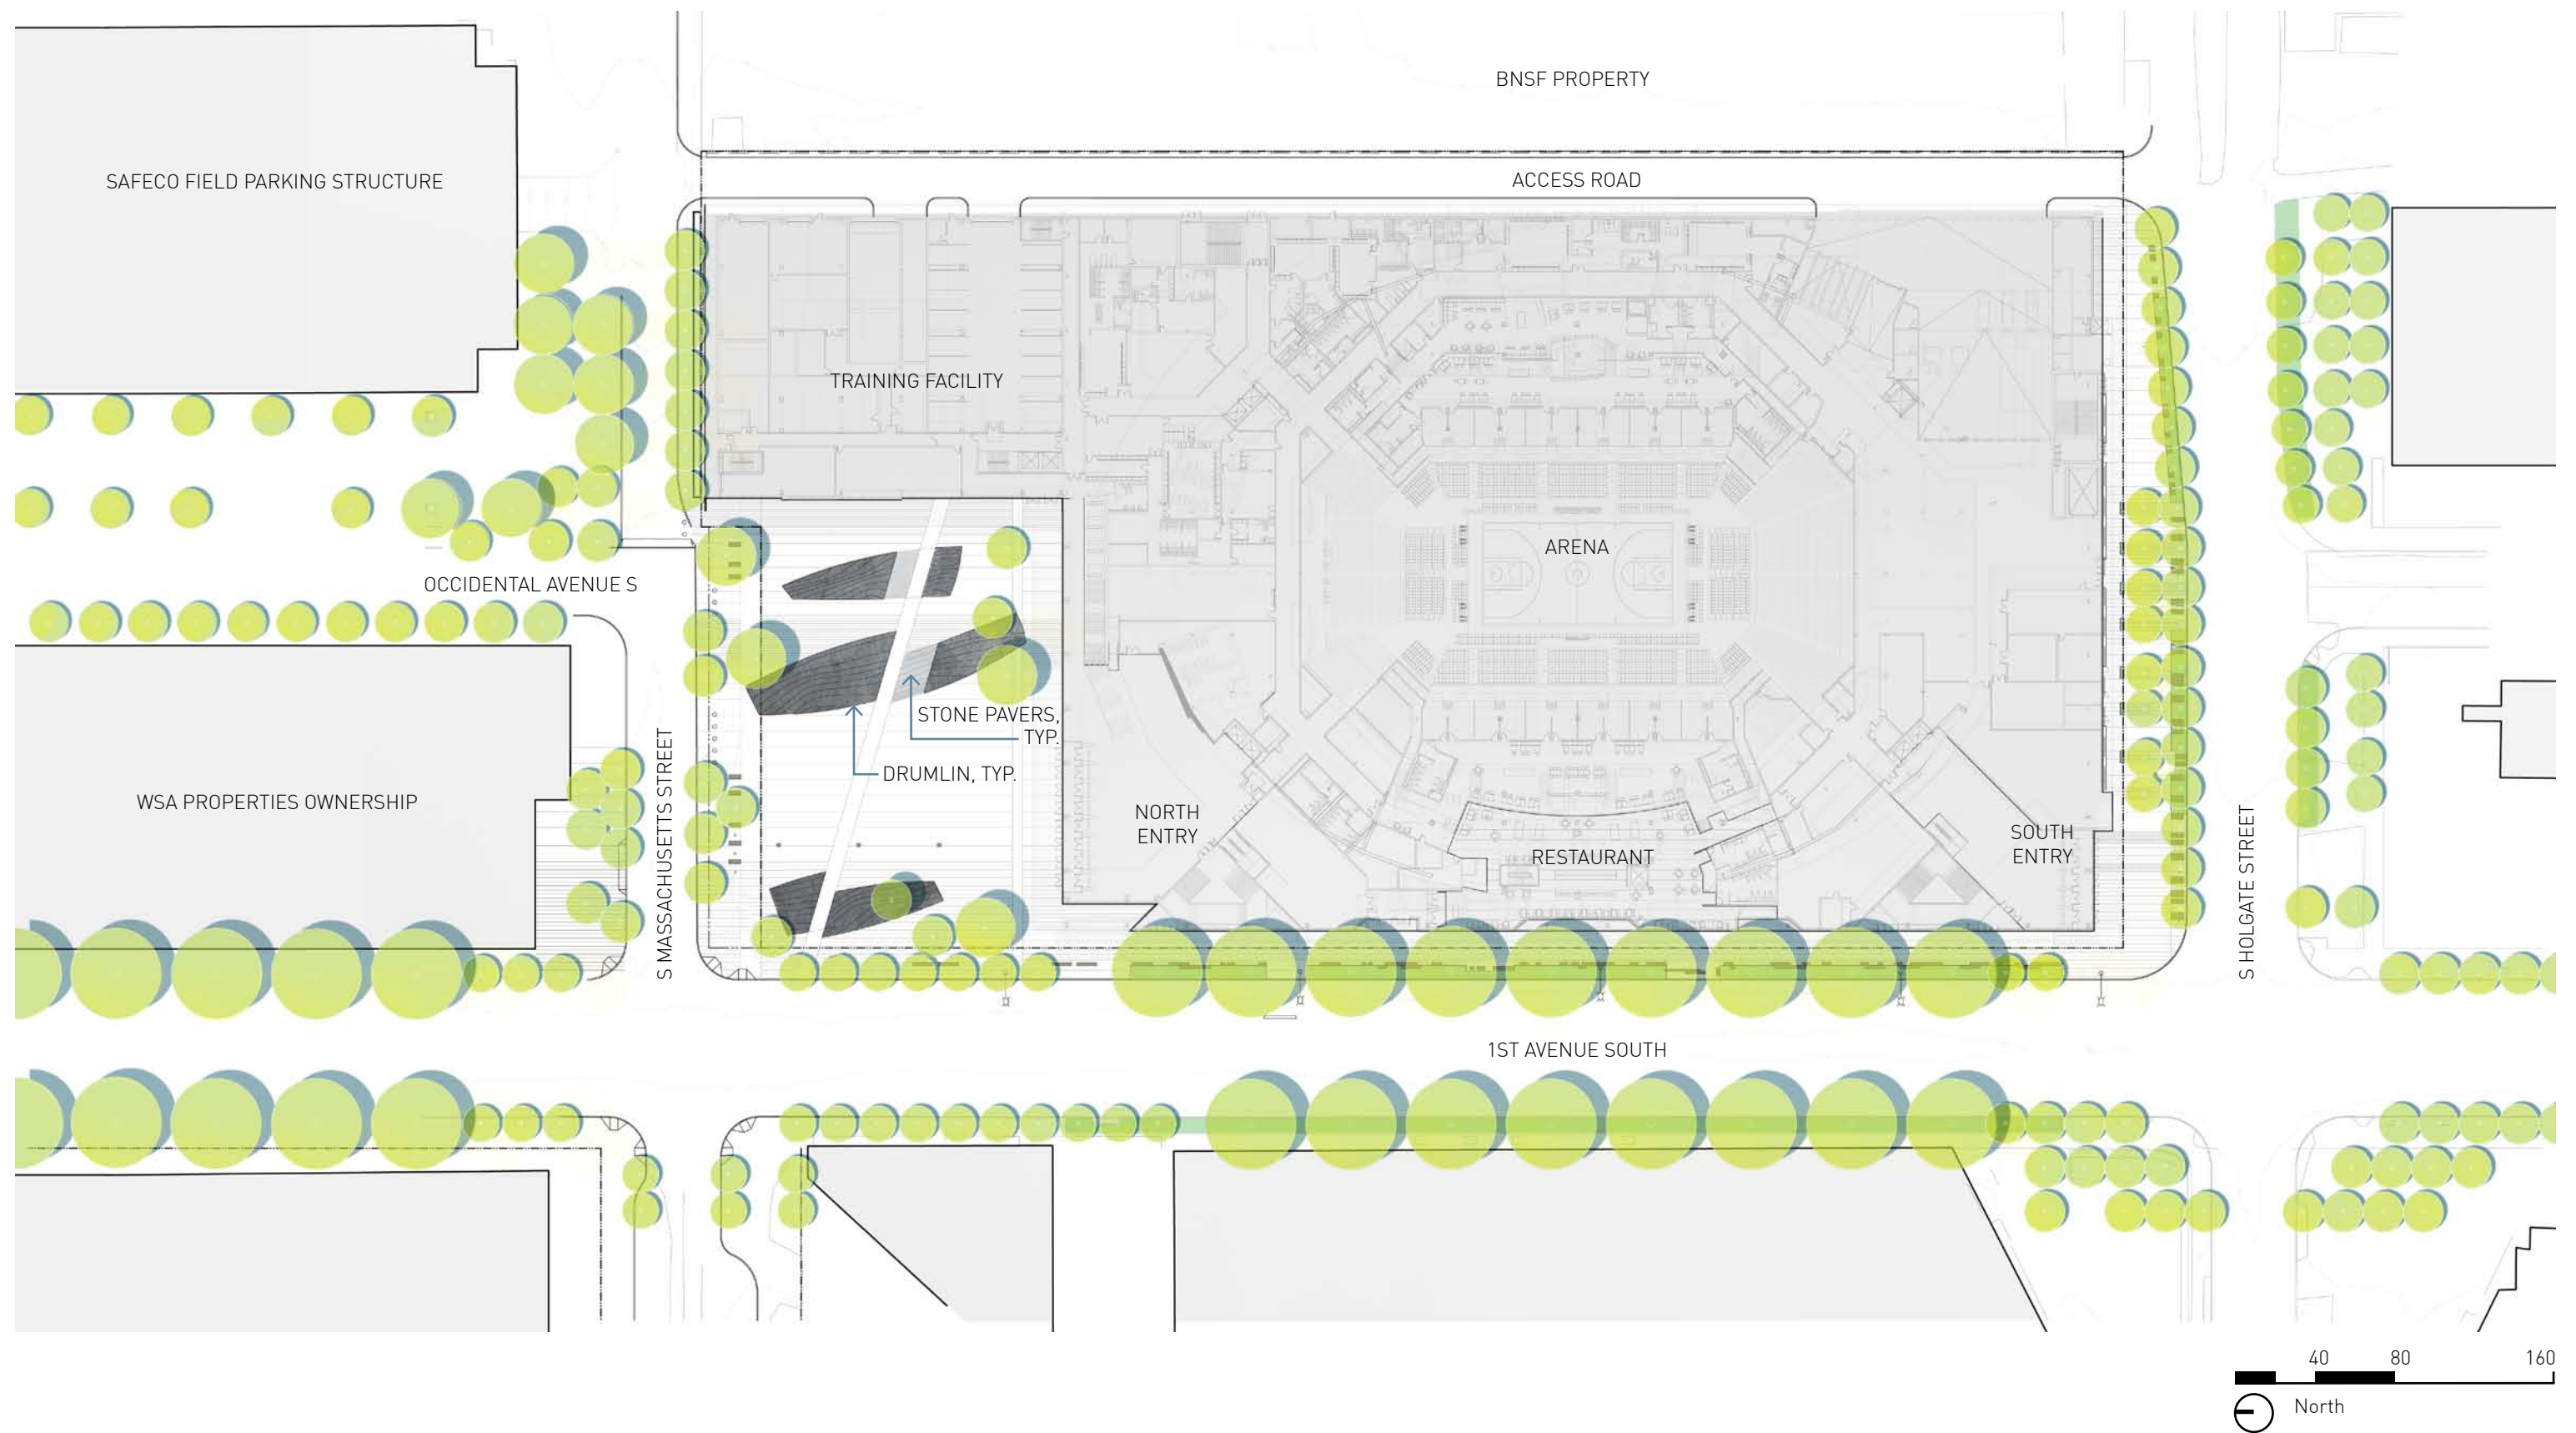 BNSF PROPERTY
SAFECO FIELD PARKING STRUCTURE
ACCESS ROAD
TRAINING FACILITY
ARENA
OCCIDENTAL AVENUE S
STONE PAVERS,
TYP.
DRUMLIN, TYP.
WSA PROPERTIES OWNERSHIP
S MASSACHUSETTS STREET
NORTH
ENTRY
RESTAURANT
SOUTH
ENTRY
S HOLGATE STREET
1ST AVENUE SOUTH
40 80 160
North